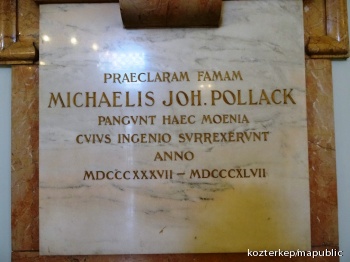 PRAECLARAM FAMAM
MICHAELIS JOH. POLLACK
PANGVNT HAEC MOENIA
CVIVS INGENIO SVRREXERVNT
ANNO
MDCCCXXXVII – MDCCCXLVII
kozterkep/mapublic